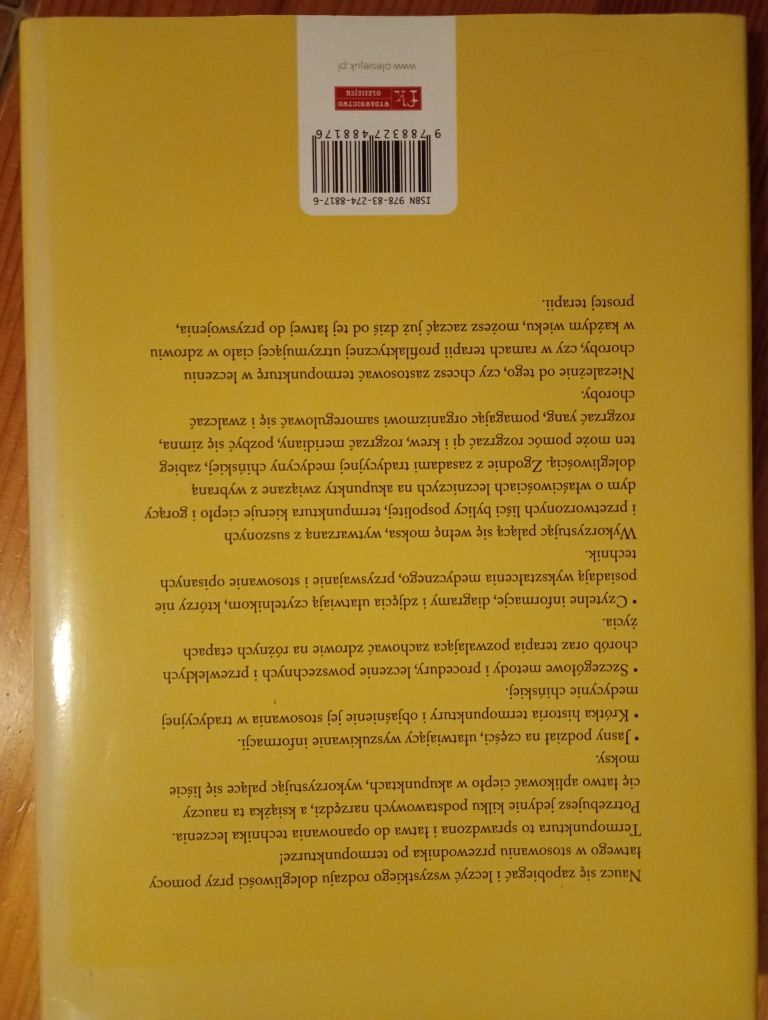 Naucz się zapobiegać i leczyć wszystkiego rodzaju dolegliwości przy pomocy
łatwego w stosowaniu przewodnika po termopunkturze!
Termopunktura to sprawdzona i łatwa do opanowania technika leczenia.
Potrzebujesz jedynie kilku podstawowych narzędzi, a książka ta nauczy
cię łatwo aplikować ciepło w akupunktach, wykorzystując palące się liście
moksy.
• Jasny podział na części, ułatwiający wyszukiwanie informacji.
• Krótka historia termopunktury i objaśnienie jej stosowania w tradycyjnej
medycynie chińskiej.
• Szczegółowe metody i procedury, leczenie powszechnych i przewlekłych
chorób oraz terapia pozwalająca zachować zdrowie na różnych etapach
życia.
• Czytelne informacje, diagramy i zdjęcia ułatwiają czytelnikom, którzy nie
posiadają wykształcenia medycznego, przyswajanie i stosowanie opisanych
technik.
Wykorzystując palącą się wełnę moksa, wytwarzaną z suszonych
i przetworzonych liści bylicy pospolitej, termopunktura kieruje ciepło i gorący
dym o właściwościach leczniczych na akupunkty związane z wybraną
dolegliwością. Zgodnie z zasadami tradycyjnej medycyny chińskiej, zabieg
ten może pomóc rozgrzać qi i krew, rozgrzać meridiany, pozbyć się zimna,
rozgrzać yang, pomagając organizmowi samoregulować się i zwalczać
choroby.
Niezależnie od tego, czy chcesz zastosować termopunkturę w leczeniu
choroby, czy w ramach terapii profilaktycznej utrzymującej ciało w zdrowiu
w każdym wieku, możesz zacząć już dziś od tej łatwej do przyswojenia,
prostej terapii.
ISBN 978-83-274-8817-6
9 788327 488176
WYDAWNICTWO
OLESIEJUK
www.olesiejuk.pl